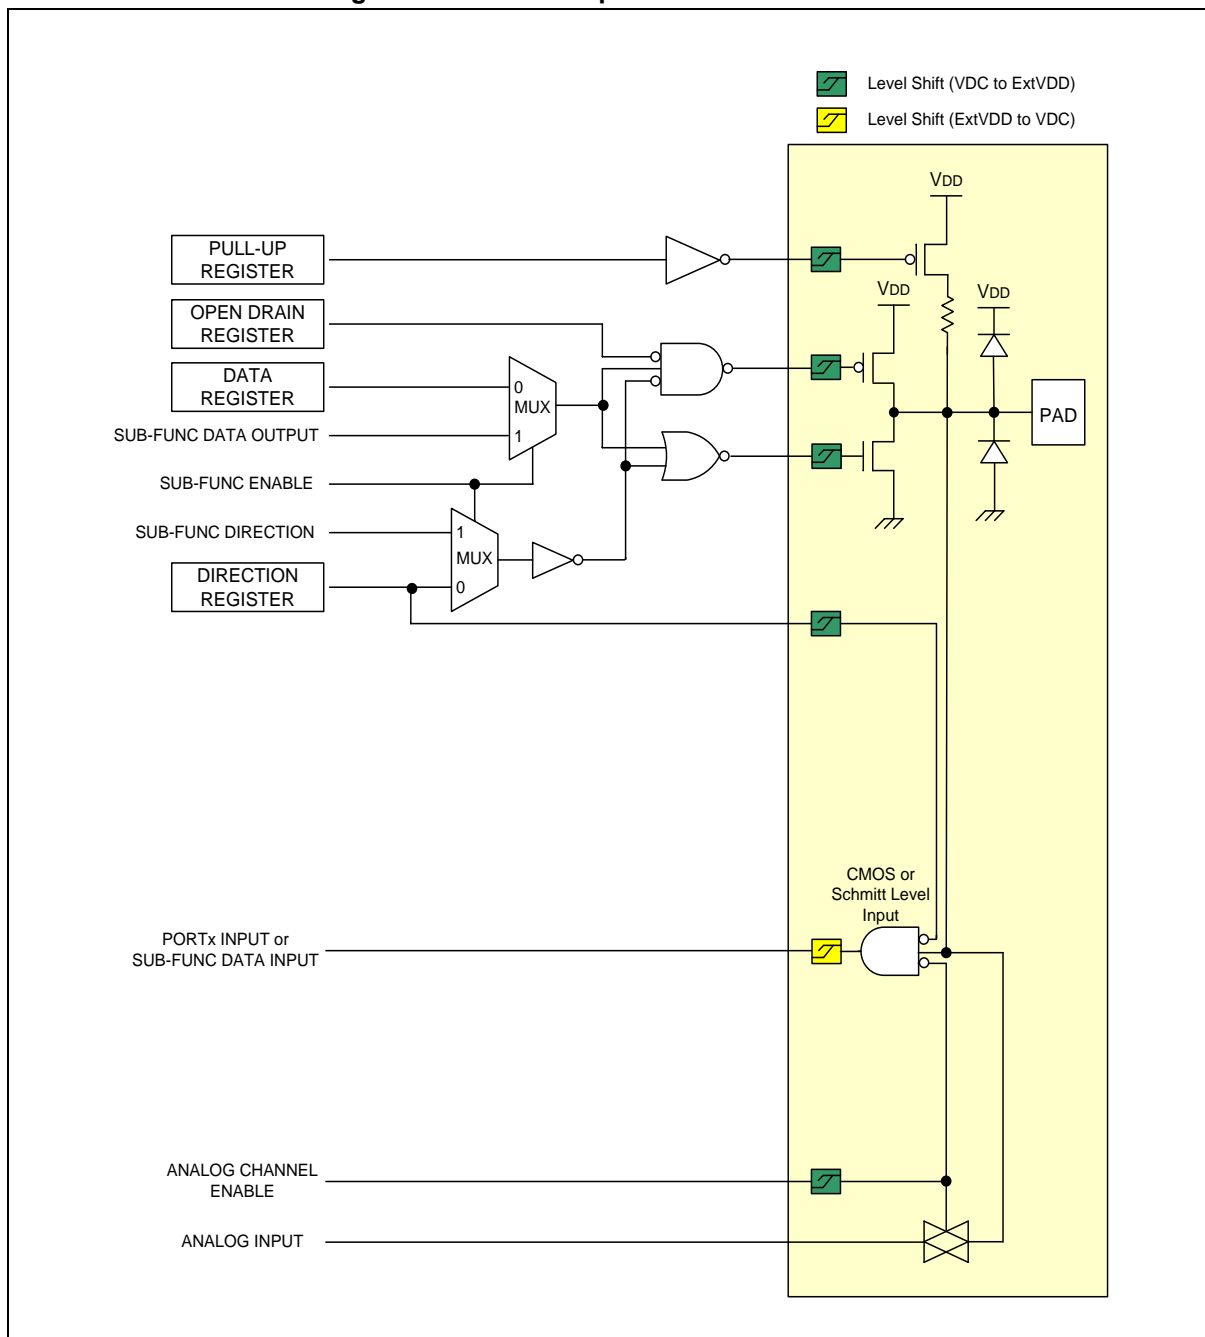 Level Shift (VDC to ExtVDD)
Level Shift (ExtVDD to VDC)
VDD
PULL-UP
REGISTER
OPEN DRAIN
REGISTER
VDD
VDD
DATA
REGISTER
0
MUX
1
PAD
SUB-FUNC DATA OUTPUT
SUB-FUNC ENABLE
SUB-FUNC DIRECTION
1
MUX
0
DIRECTION
REGISTER
CMOS or
Schmitt Level
Input
PORTx INPUT or
SUB-FUNC DATA INPUT
ANALOG CHANNEL
ENABLE
ANALOG INPUT